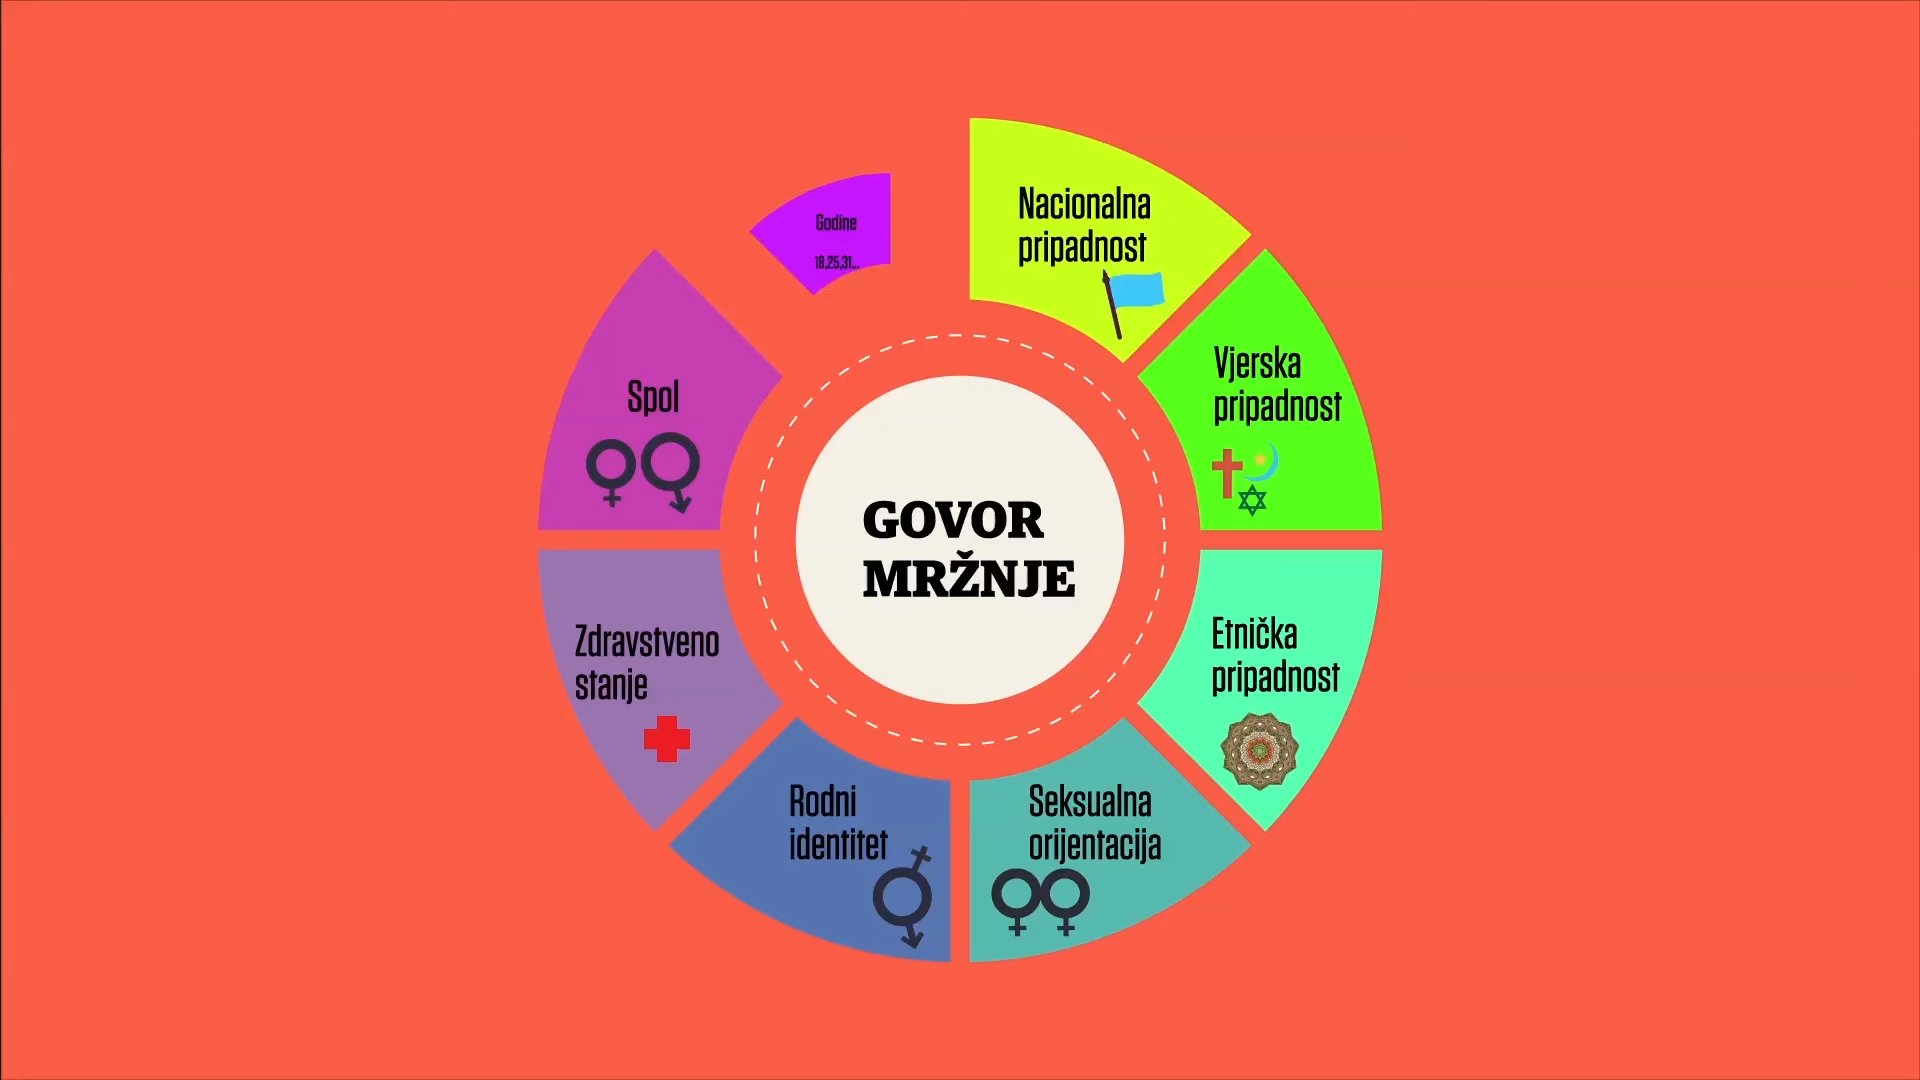 Nacionalna
pripadnost
Vjerska
pripadnost
Etnička
pripadnost
Seksualna
orijentacija
Rodni
identitet
Zdravstveno
stanje
Spol
Godine
18,25,31...
GOVOR
MRŽNJE